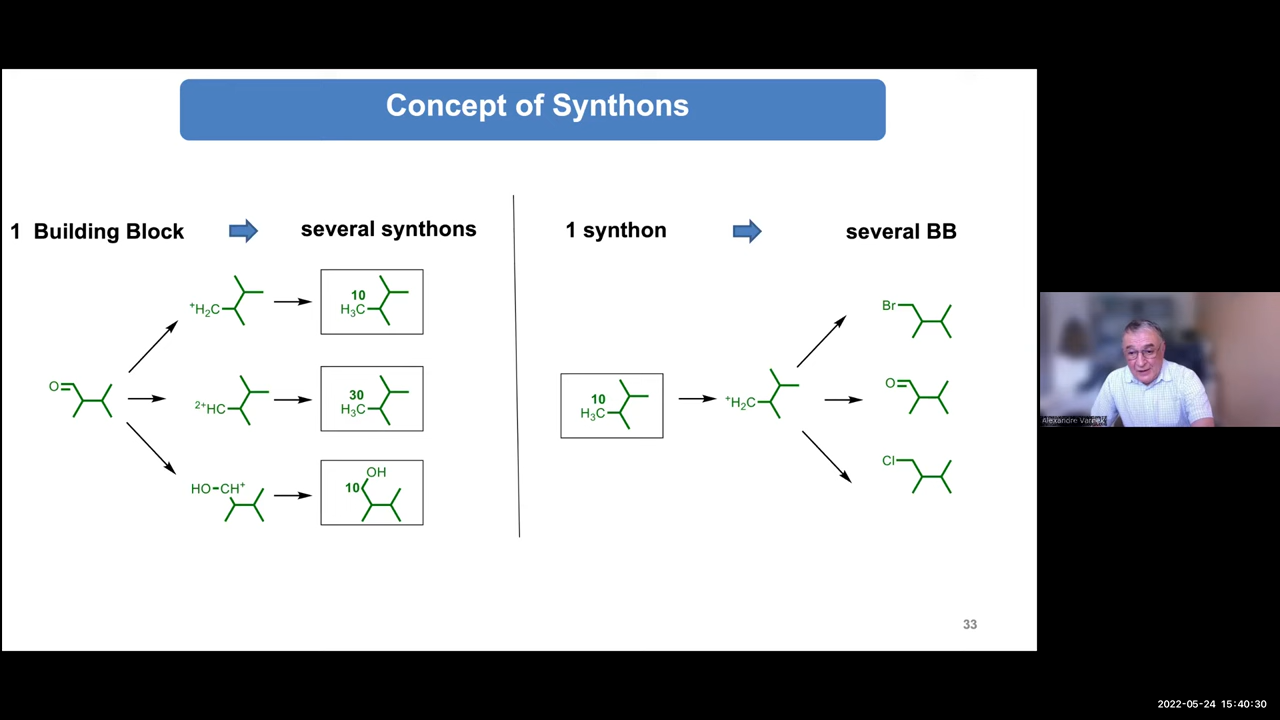 Concept of Synthons
1 Building Block
several synthons
1 synthon
several BB
+H2C
10
H3C
O
2+HC
30
H3C
HO-CH+
OH
10
10
H3C
+H2C
Br
O
Cl
33
Alexandre Varnek
2022-05-24 15:40:30